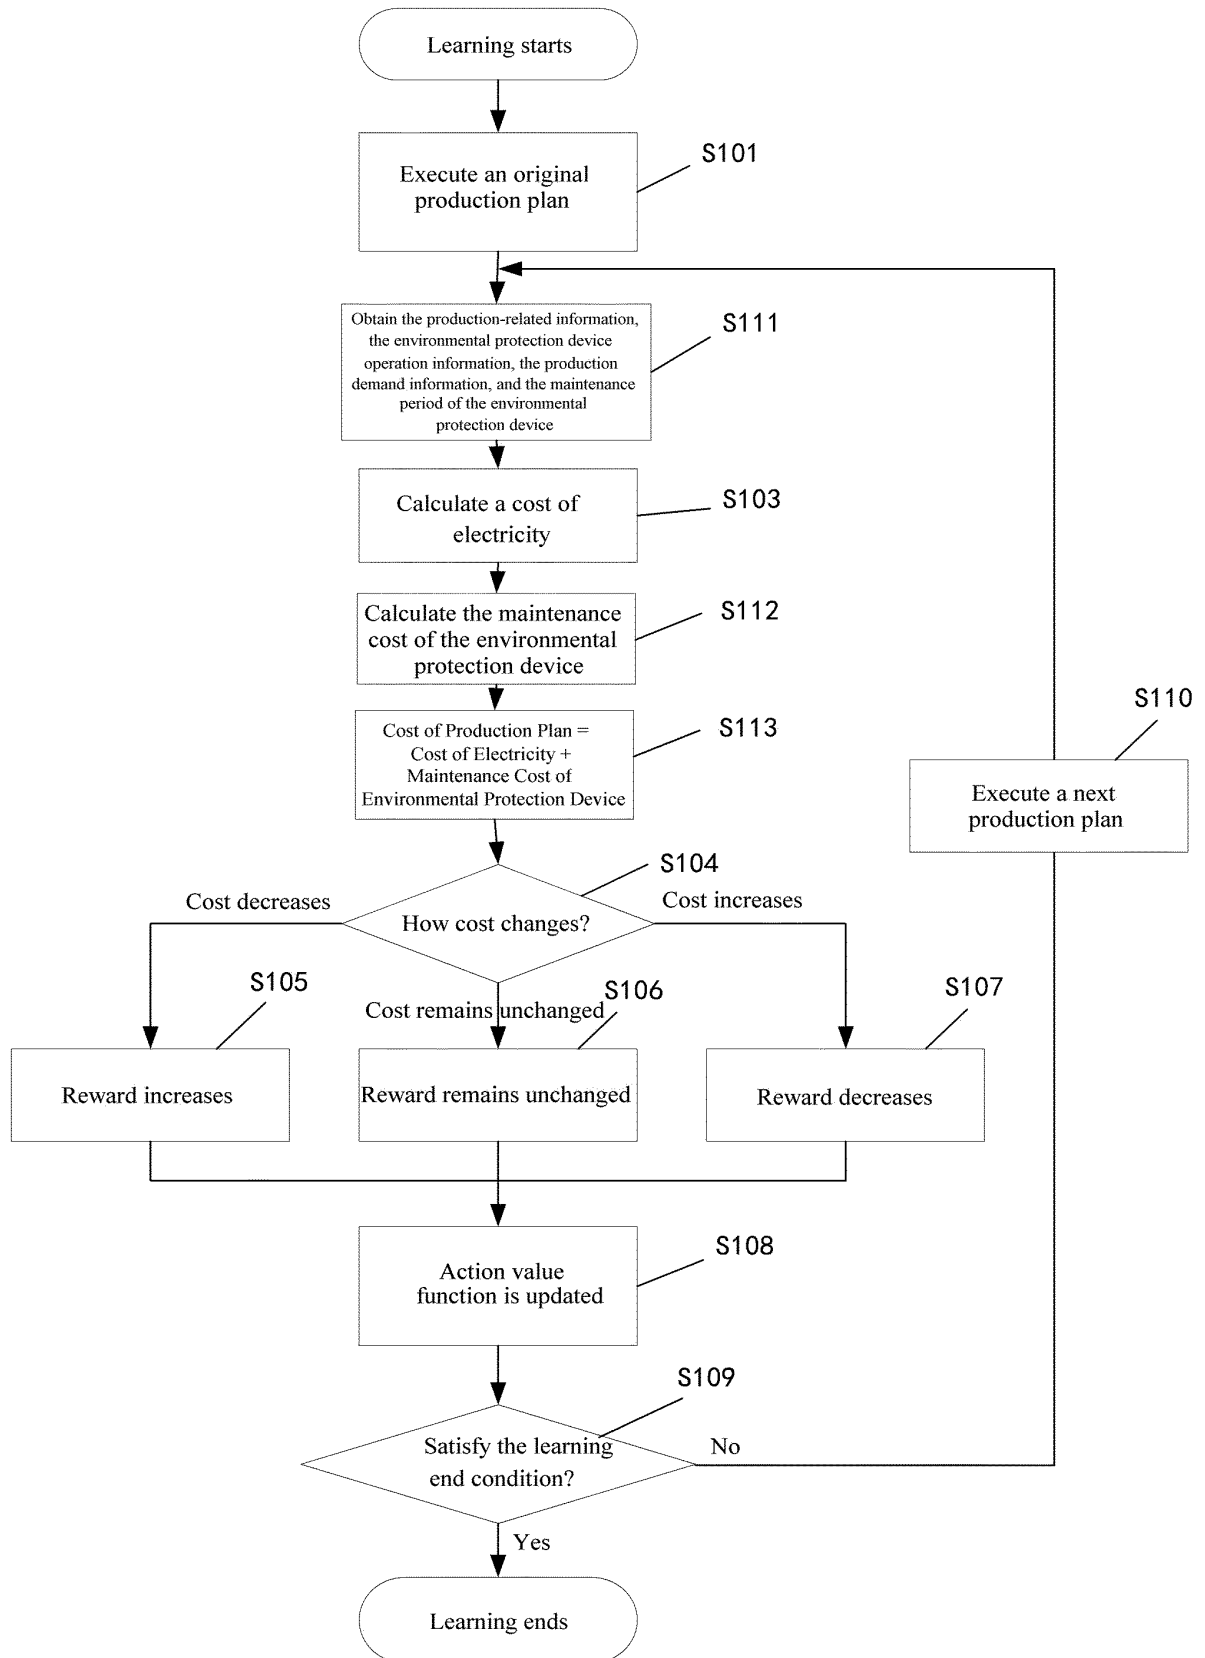 Learning starts
S101
Execute an original
production plan
S111
Obtain the production-related information,
the environmental protection device
operation information, the production
demand information, and the maintenance
period of the environmental
protection device
S103
Calculate a cost of
electricity
S112
Calculate the maintenance
cost of the environmental
protection device
S113
Cost of Production Plan =
Cost of Electricity +
Maintenance Cost of
Environmental Protection Device
S110
Execute a next
production plan
S104
How cost changes?
Cost decreases
Cost increases
Cost remains unchanged
S105
Reward increases
S106
Reward remains unchanged
S107
Reward decreases
S108
Action value
function is updated
S109
Satisfy the learning
end condition?
No
Yes
Learning ends